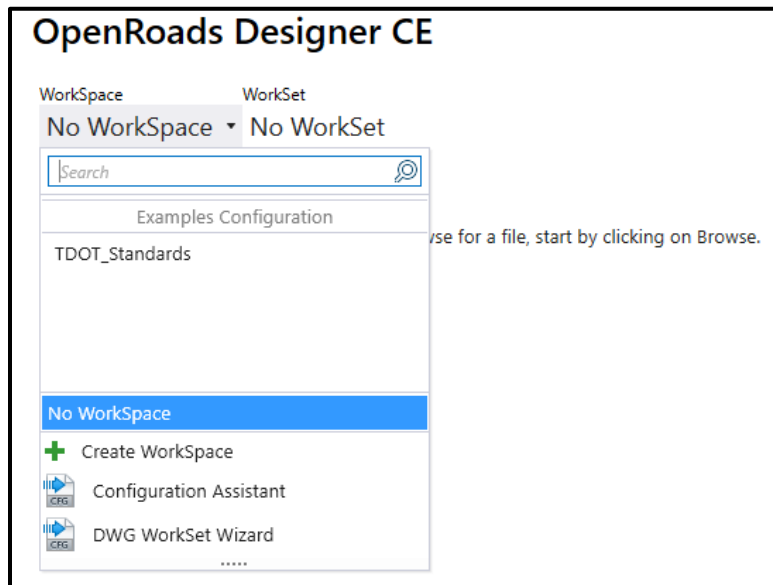 OpenRoads Designer CE
WorkSpace WorkSet
No WorkSpace No WorkSet
Search
Examples Configuration
se for a file, start by clicking on Browse.
TDOT_Standards
No WorkSpace
Create WorkSpace
CFG Configuration Assistant
CFG DWG WorkSet Wizard
.....